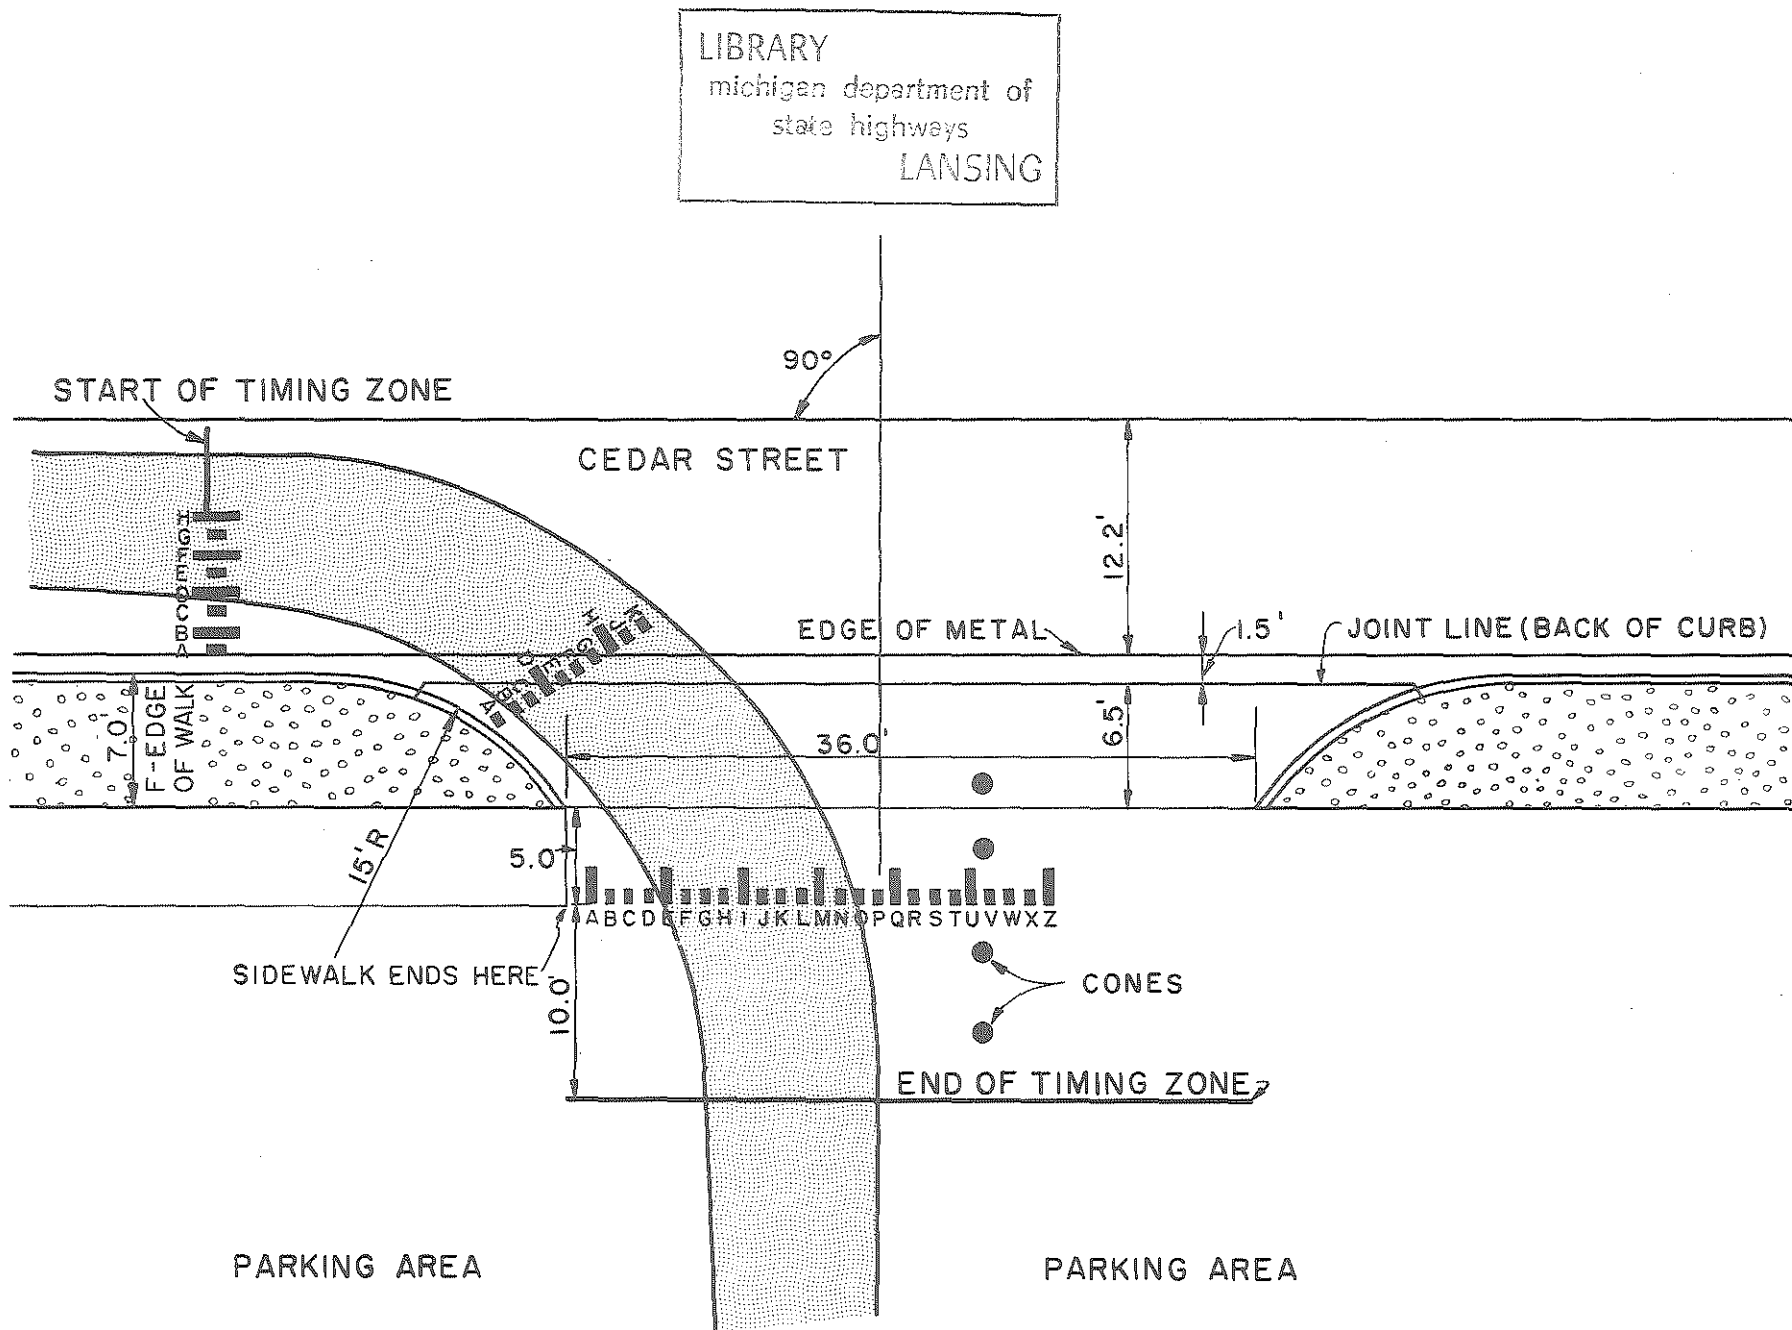 LIBRARY
michigan department of
state highways
LANSING
90°
START OF TIMING ZONE
CEDAR STREET
12.2'
H
G
F
E
D
C
B
A
H
K
J
G
F
E
D
C
B
A
EDGE OF METAL
1.5'
JOINT LINE (BACK OF CURB)
7.0'
F-EDGE
OF WALK
36.0'
6.5'
15'R
5.0'
A B C D E F G H I J K L M N O P Q R S T U V W X Z
SIDEWALK ENDS HERE
10.0'
CONES
END OF TIMING ZONE
PARKING AREA
PARKING AREA